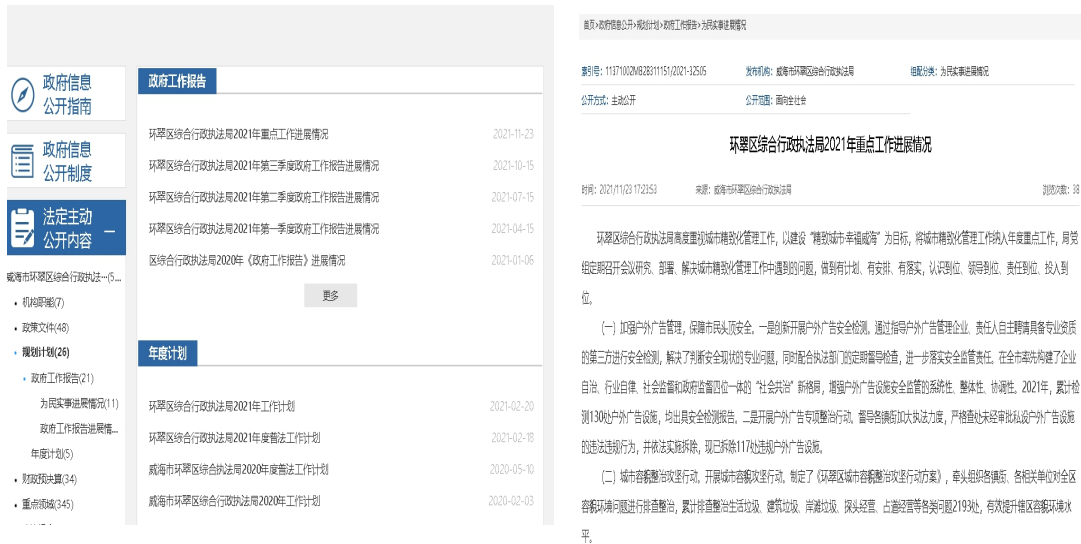 政府信息
公开指南
政府信息
公开制度
法定主动
公开内容
威海市环翠区综合行政执法···(5...
机构职能(7)
政策文件(48)
规划计划(26)
政府工作报告(21)
为民实事进展情况(11)
政府工作报告进展情...
年度计划(5)
财政预决算(34)
重点领域(345)
政府工作报告
环翠区综合行政执法局2021年重点工作进展情况 2021-11-23
环翠区综合行政执法局2021年第三季度政府工作报告进展情况 2021-10-15
环翠区综合行政执法局2021年第二季度政府工作报告进展情况 2021-07-15
环翠区综合行政执法局2021年第一季度政府工作报告进展情况 2021-04-15
区综合行政执法局2020年《政府工作报告》进展情况 2021-01-06
更多
年度计划
环翠区综合行政执法局2021年工作计划 2021-02-20
环翠区综合行政执法局2021年度普法工作计划 2021-02-18
威海市环翠区综合执法局2020年度普法工作计划 2020-05-10
威海市环翠区综合行政执法局2020年工作计划 2020-02-03
首页>政府信息公开>规划计划>政府工作报告>为民实事进展情况
索引号：11371002MB2B311151/2021-32505 发布机构：威海市环翠区综合行政执法局 组配分类：为民实事进展情况
公开方式：主动公开 公开范围：面向全社会
环翠区综合行政执法局2021年重点工作进展情况
时间：2021/11/23 17:23:53 来源：威海市环翠区综合行政执法局 浏览次数：38
环翠区综合行政执法局高度重视城市精致化管理工作，以建设“精致城市·幸福威海”为目标，将城市精致化管理工作纳入年度重点工作，局党
组定期召开会议研究、部署、解决城市精致化管理工作中遇到的问题，做到有计划、有安排、有落实，认识到位、领导到位、责任到位、投入到
位。
（一）加强户外广告管理，保障市民头顶安全。一是创新开展户外广告安全检测。通过指导户外广告管理企业、责任人自主聘请具备专业资质
的第三方进行安全检测，解决了判断安全现状的专业问题，同时配合执法部门的定期督导检查，进一步落实安全监管责任。在全市率先构建了企业
自治、行业自律、社会监督和政府监督四位一体的“社会共治”新格局，增强户外广告设施安全监管的系统性、整体性、协调性。2021年，累计检
测130处户外广告设施，均出具安全检测报告。二是开展户外广告专项整治行动。督导各镇街加大执法力度，严格查处未经审批私设户外广告设施
的违法违规行为，并依法实施拆除，现已拆除117处违规户外广告设施。
（二）城市容貌整治攻坚行动。开展城市容貌攻坚行动。制定了《环翠区城市容貌整治攻坚行动方案》，牵头组织各镇街、各相关单位对全区
容貌环境问题进行排查整治，累计排查整治生活垃圾、建筑垃圾、岸滩垃圾、探头经营、占道经营等各类问题2193处，有效提升辖区容貌环境水
平。